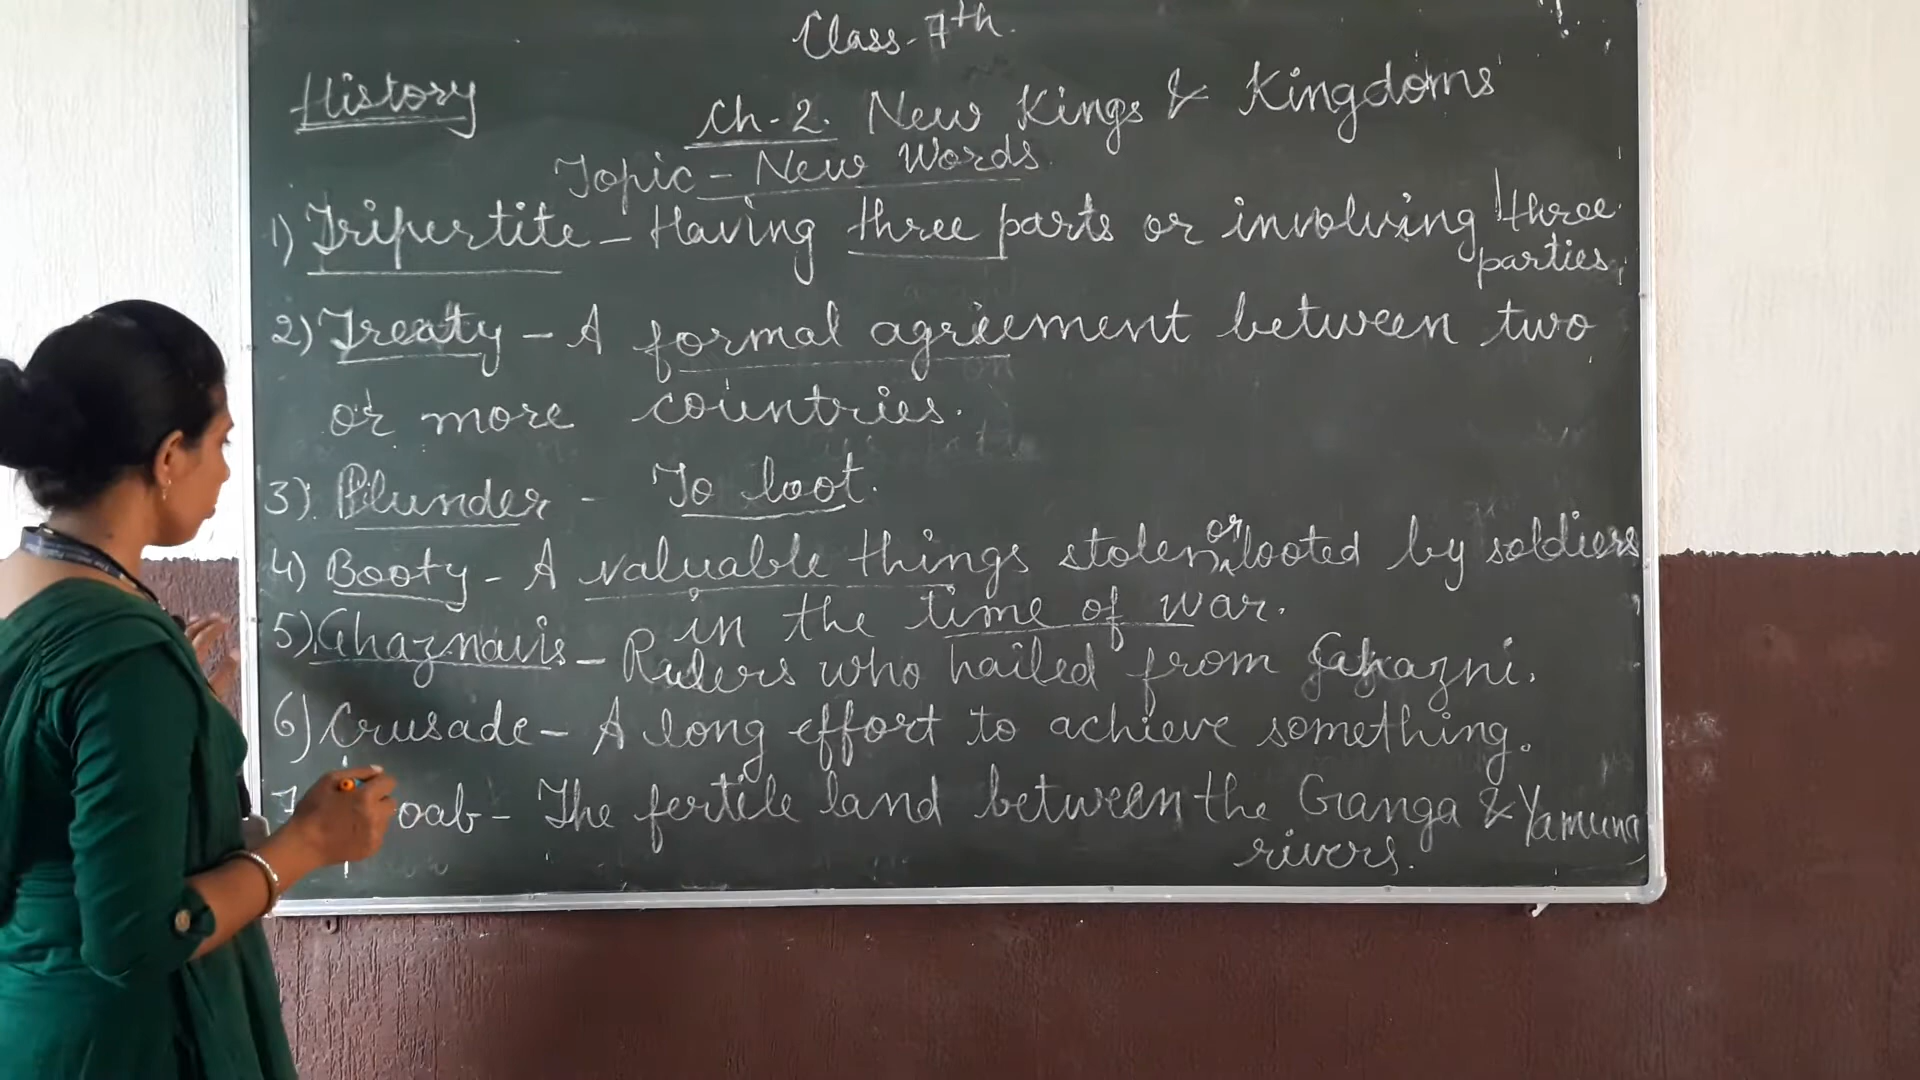 Class-7th.
History
Ch-2. New Kings & Kingdoms
Topic - New Words
1) Tripertite - Having three parts or involving three
parties
2) Treaty - A formal agreement between two
or more countries.
3) Plunder - To loot.
4) Booty - A valuable things stolen or looted by soldiers
in the time of war.
5) Ghaznavis - Rulers who hailed from
6) Crusade - A long effort to achieve something.
7 oab - The fertile land between the Ganga & Yamuna
rivers.